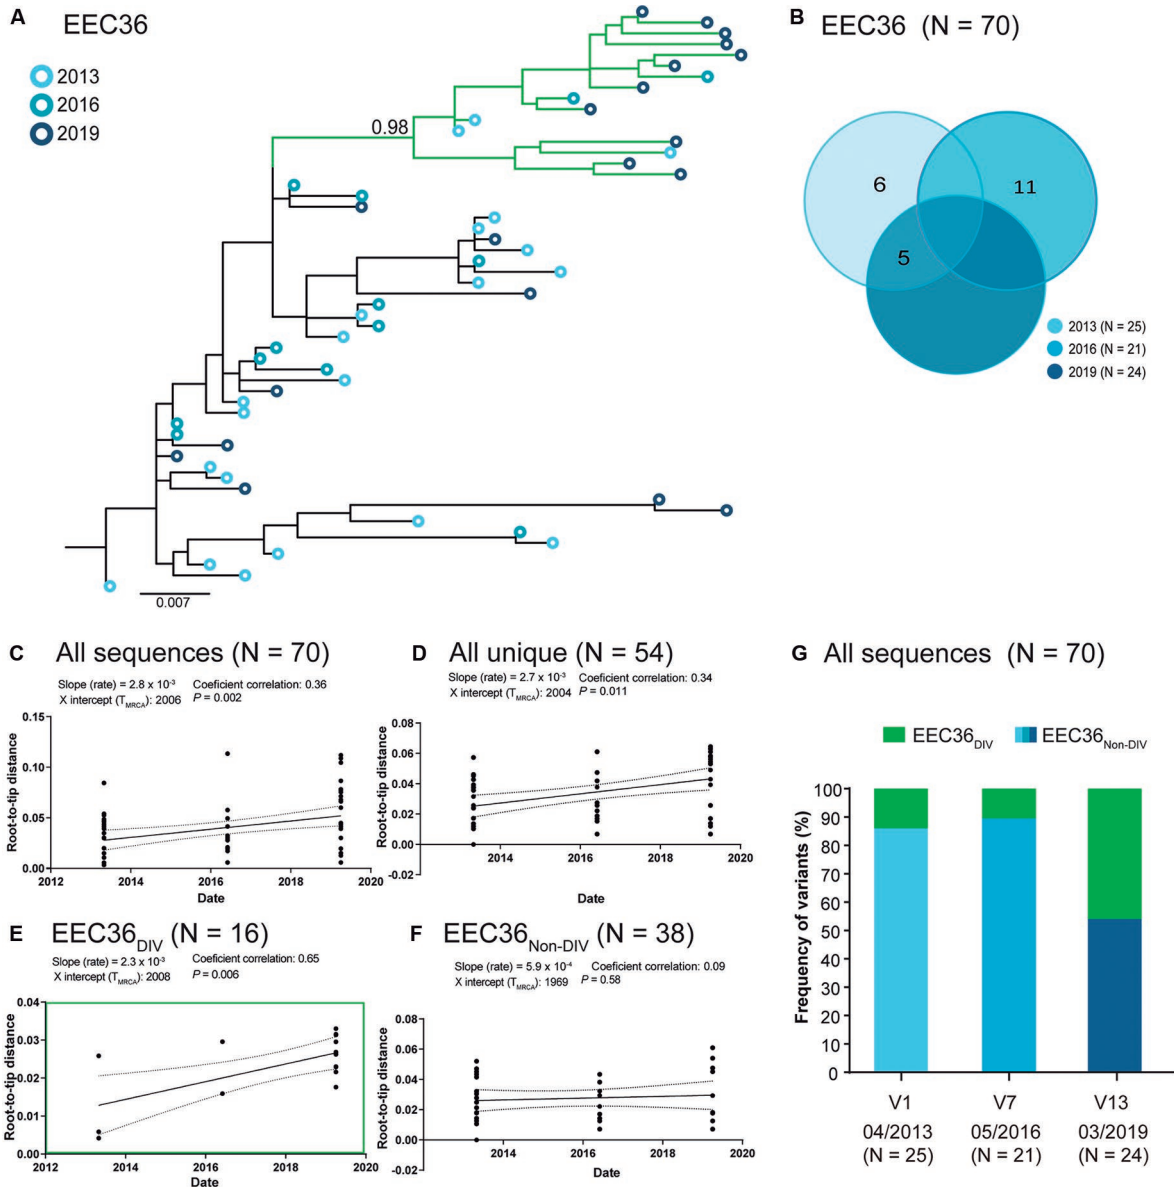 A
EEC36
2013
2016
2019
0.98
0.007
B
EEC36 (N = 70)
6
11
5
2013 (N = 25)
2016 (N = 21)
2019 (N = 24)
C
All sequences (N = 70)
Slope (rate) = 2.8 x 10-3 Coeficient correlation: 0.36
X intercept (TMRCA): 2006 P = 0.002
Root-to-tip distance
0.15
0.10
0.05
0.00
2012 2014 2016 2018 2020
Date
D
All unique (N = 54)
Slope (rate) = 2.7 x 10-3 Coeficient correlation: 0.34
X intercept (TMRCA): 2004 P = 0.011
Root-to-tip distance
0.08
0.06
0.04
0.02
0.00
-0.02
2014 2016 2018 2020
Date
E
EEC36DIV (N = 16)
Slope (rate) = 2.3 x 10-3 Coeficient correlation: 0.65
X intercept (TMRCA): 2008 P = 0.006
Root-to-tip distance
0.04
0.03
0.02
0.01
0.00
2012 2014 2016 2018 2020
Date
F
EEC36Non-DIV (N = 38)
Slope (rate) = 5.9 x 10-4 Coeficient correlation: 0.09
X intercept (TMRCA): 1969 P = 0.58
Root-to-tip distance
0.08
0.06
0.04
0.02
0.00
-0.02
2014 2016 2018 2020
Date
G
All sequences (N = 70)
EEC36DIV
EEC36Non-DIV
Frequency of variants (%)
100
90
80
70
60
50
40
30
20
10
0
V1 V7 V13
04/2013 05/2016 03/2019
(N = 25) (N = 21) (N = 24)